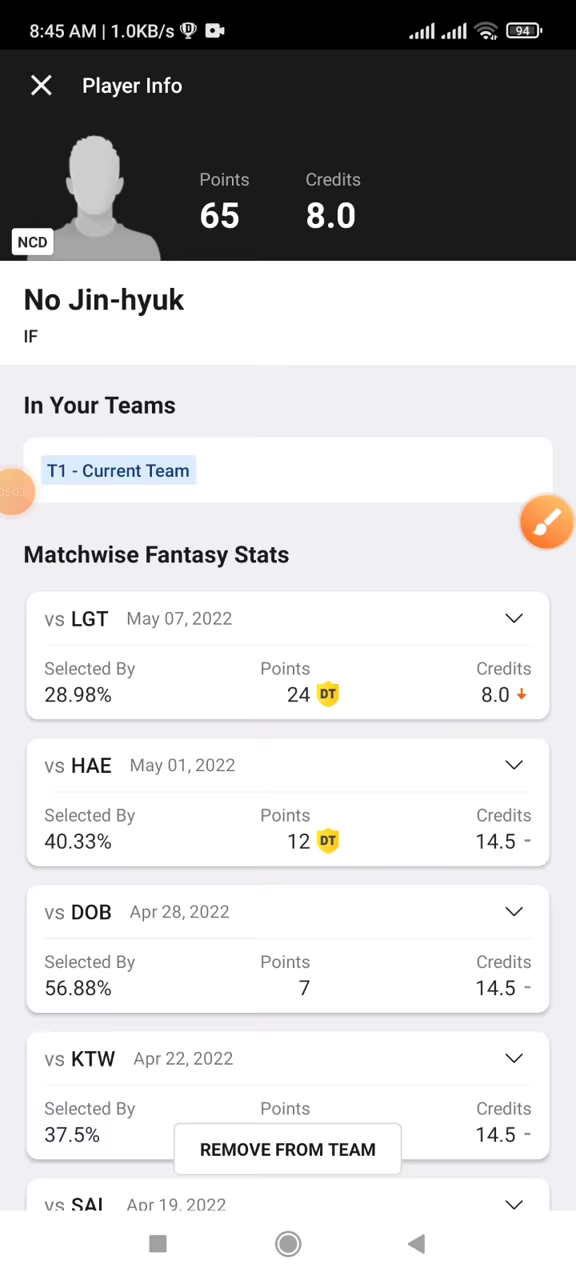 8:45 AM | 1.0KB/s
94
Player Info
Points Credits
65 8.0
NCD
No Jin-hyuk
IF
In Your Teams
T1 - Current Team
Matchwise Fantasy Stats
vs LGT May 07, 2022
Selected By Points Credits
28.98% 24 DT 8.0
vs HAE May 01, 2022
Selected By Points Credits
40.33% 12 DT 14.5 -
vs DOB Apr 28, 2022
Selected By Points Credits
56.88% 7 14.5 -
vs KTW Apr 22, 2022
Selected By Points Credits
37.5% 14.5 -
REMOVE FROM TEAM
vs SAL Apr 19, 2022